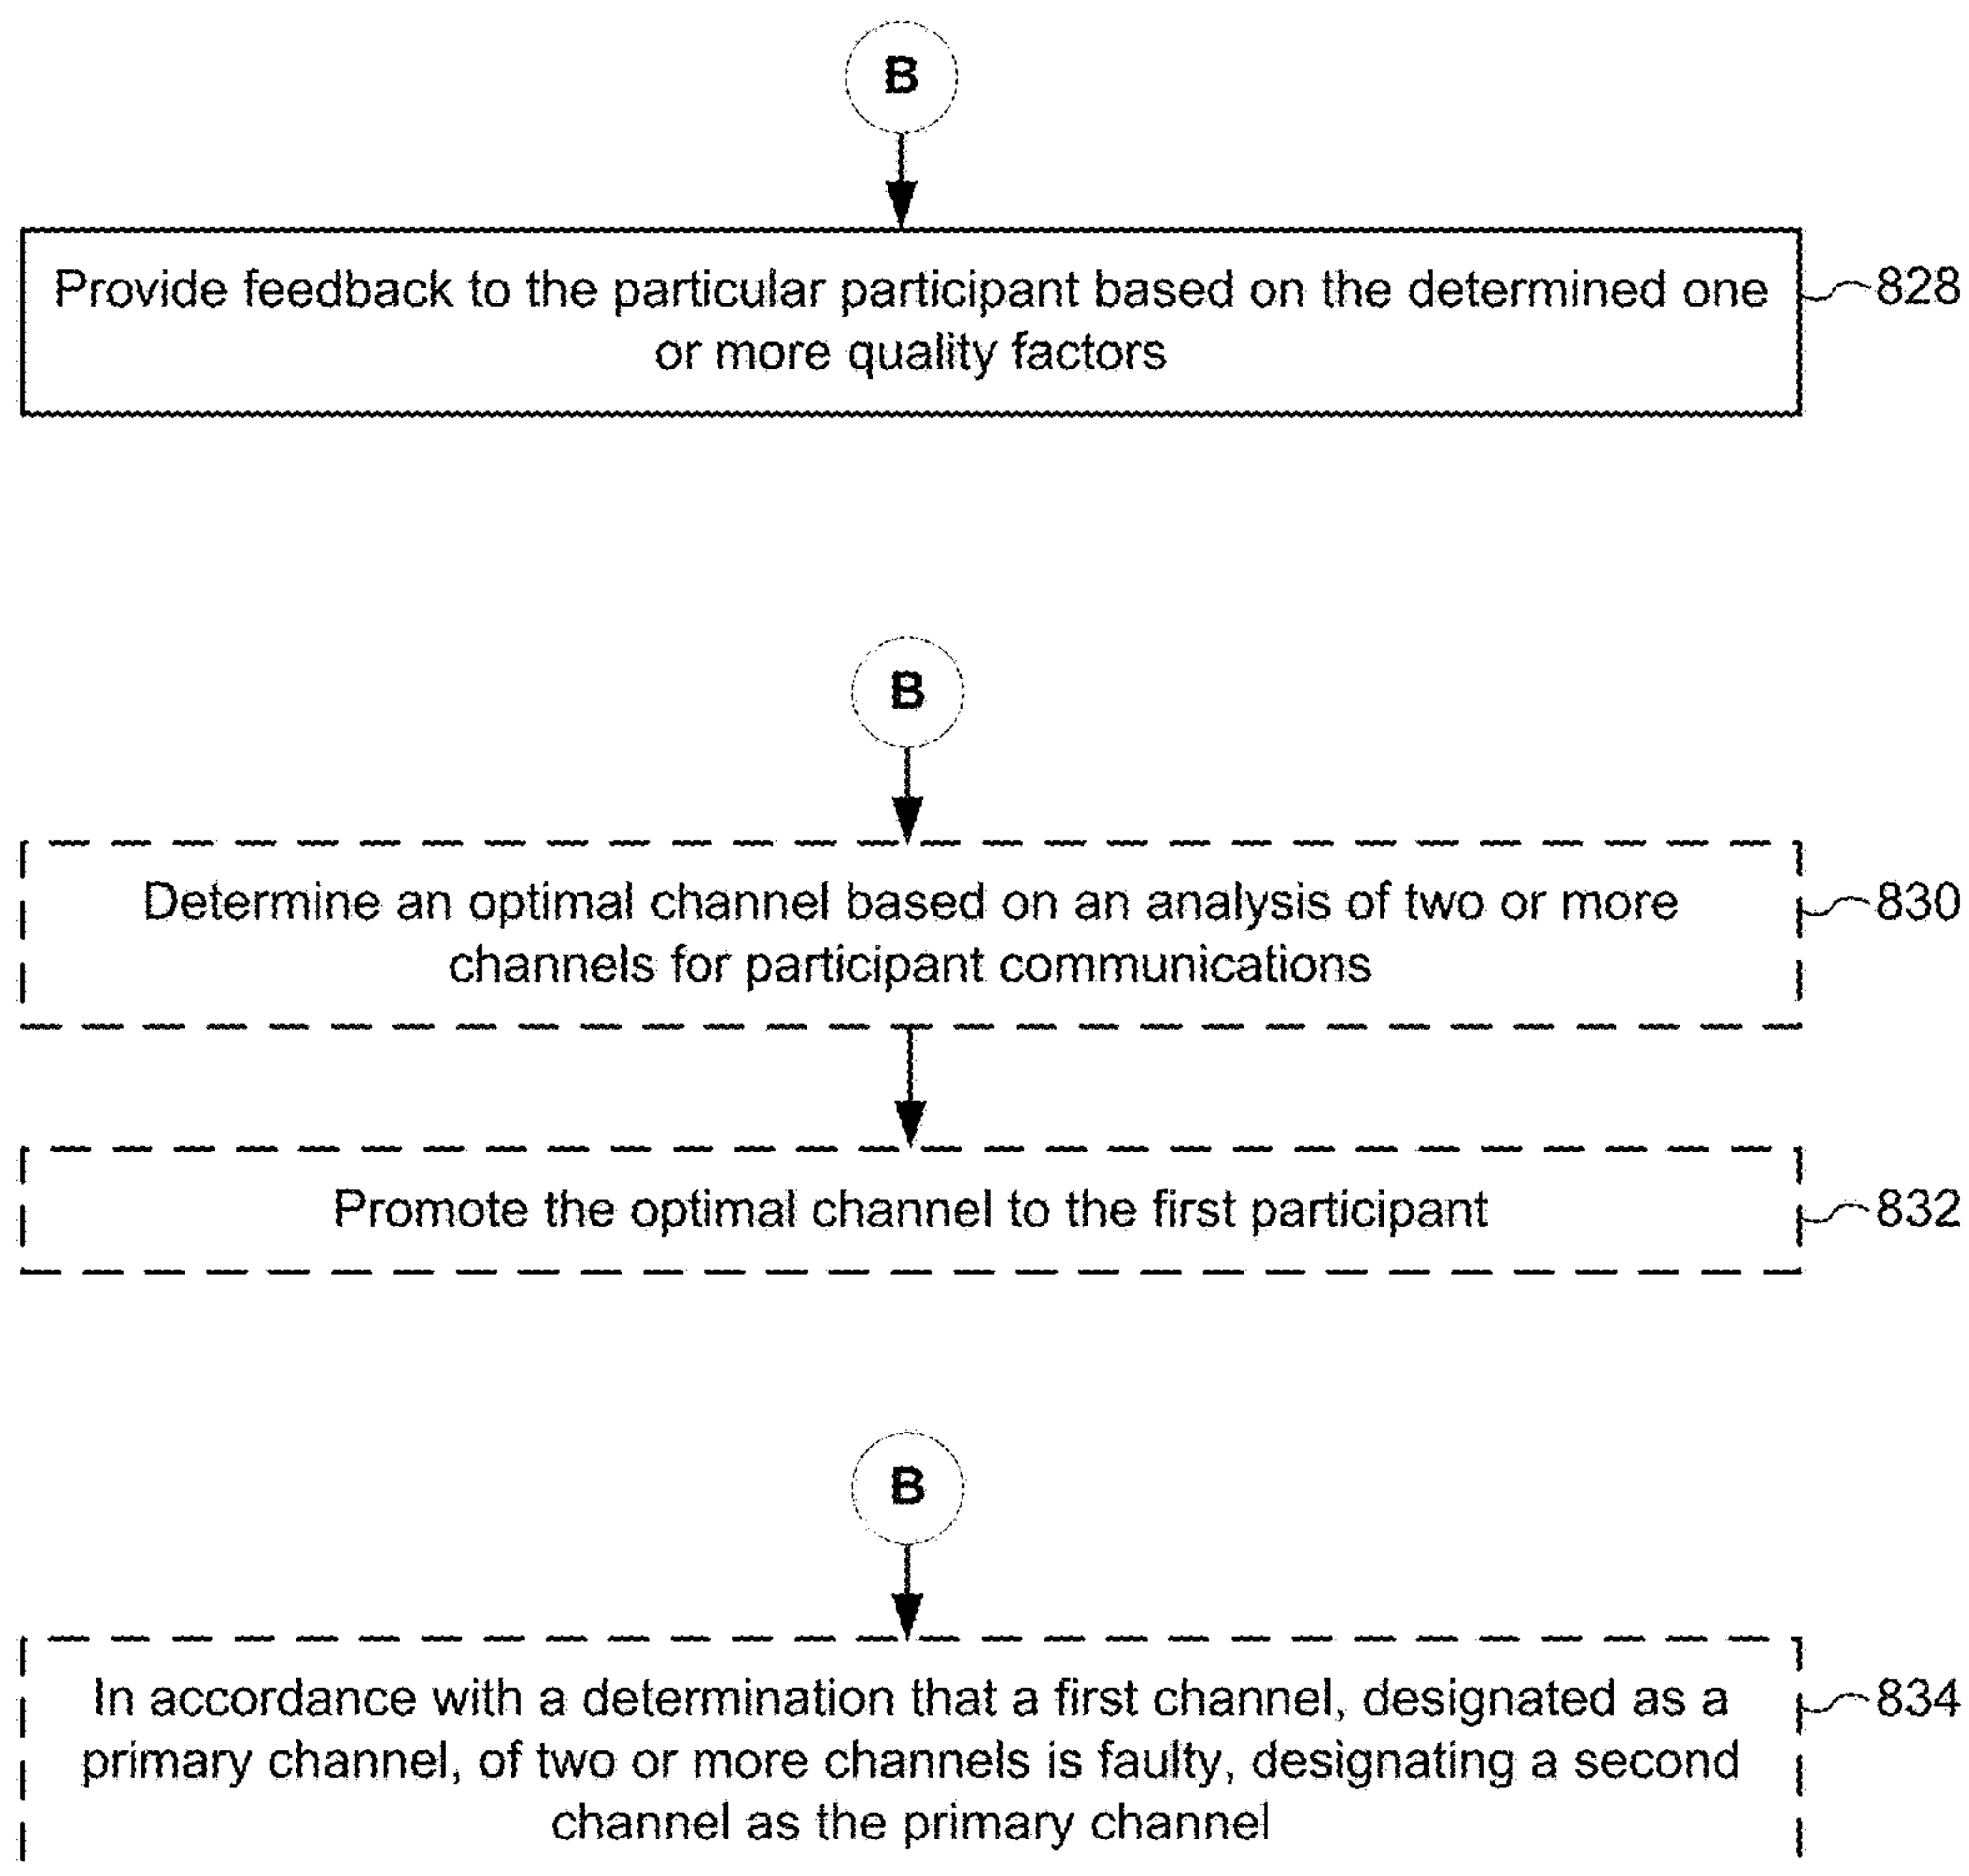 B
Provide feedback to the particular participant based on the determined one
or more quality factors
828
B
Determine an optimal channel based on an analysis of two or more
channels for participant communications
830
Promote the optimal channel to the first participant
832
B
In accordance with a determination that a first channel, designated as a
primary channel, of two or more channels is faulty, designating a second
channel as the primary channel
834